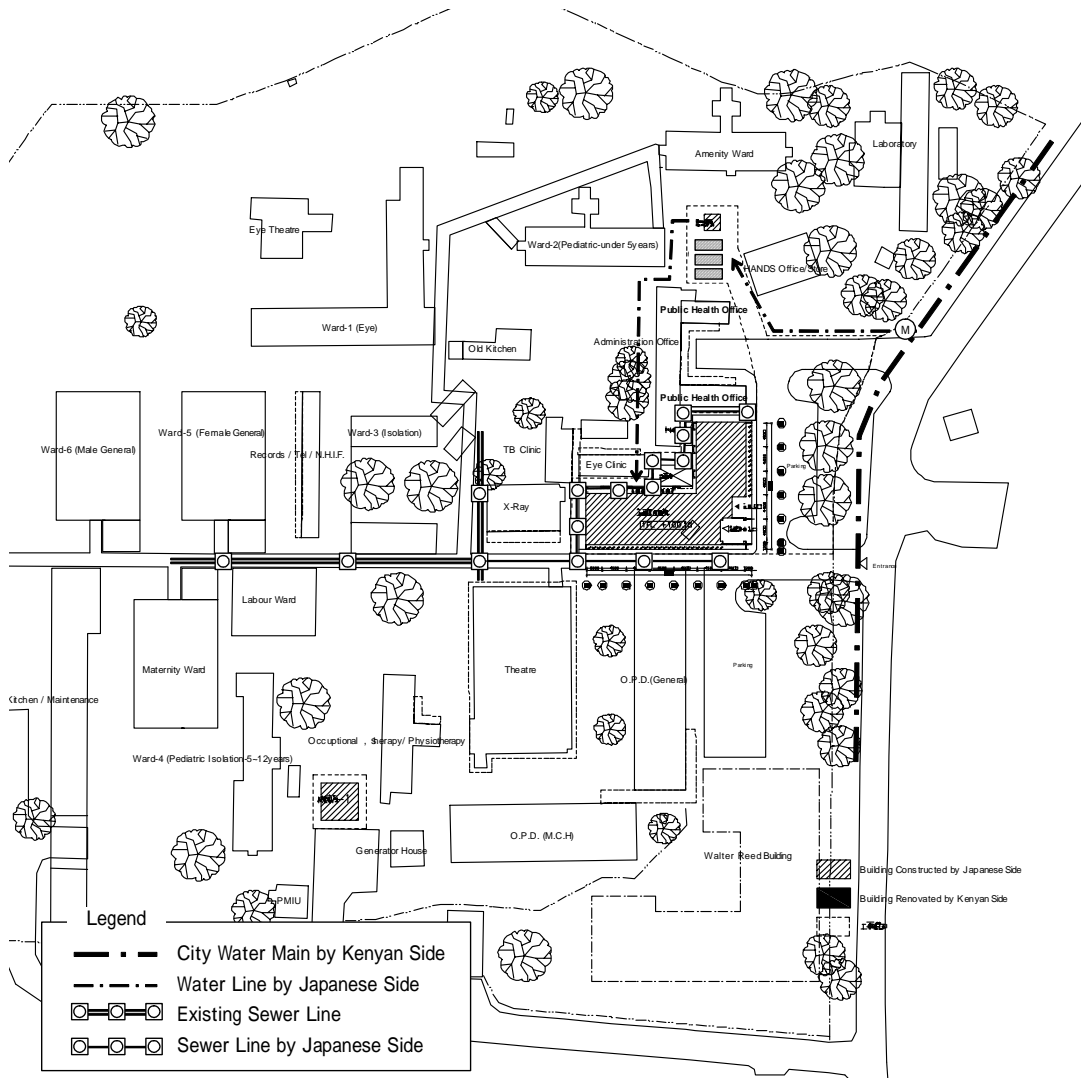 Amenity Ward
Laboratory
Eye Theatre
Ward-2(Pediatric-under 5years)
HANDS Office/Store
Public Health Office
M
Ward-1 (Eye)
Administration Office
Old Kitchen
Public Health Office
Ward-5 (Female General)
Ward-3 (Isolation)
Ward-6 (Male General)
Records / Tel / N.H.I.F.
TB Clinic
Eye Clinic
Parking
X-Ray
Entrance
Labour Ward
Maternity Ward
Theatre
Parking
O.P.D.(General)
Kitchen / Maintenance
Occuptional , therapy/ Physiotherapy
Ward-4 (Pediatric Isolation-5~12years)
O.P.D. (M.C.H)
Generator House
Walter Reed Building
Building Constructed by Japanese Side
PMIU
Building Renovated by Kenyan Side
Legend
City Water Main by Kenyan Side
Water Line by Japanese Side
Existing Sewer Line
Sewer Line by Japanese Side